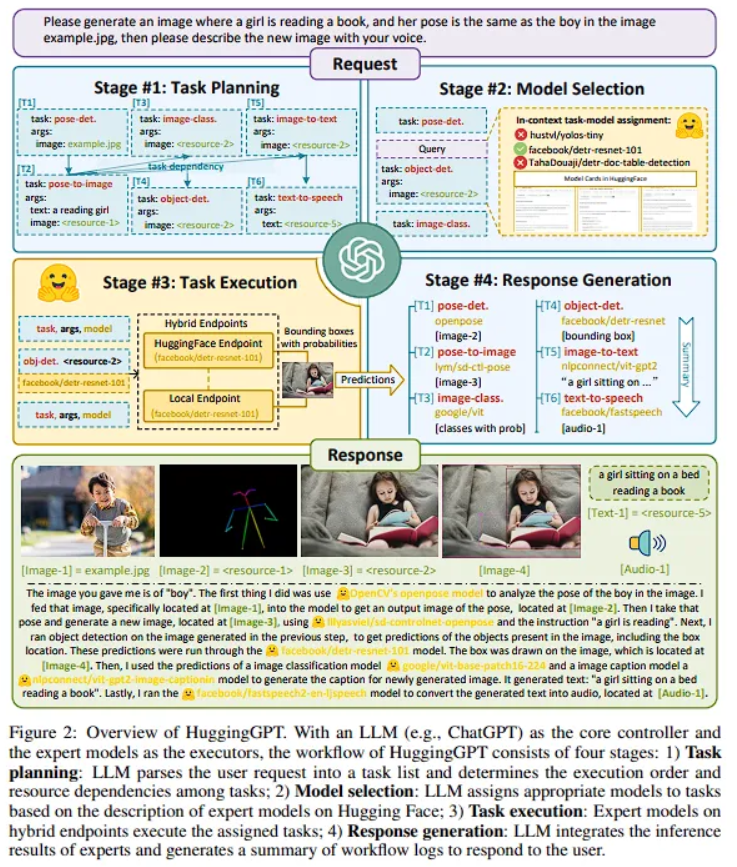 Please generate an image where a girl is reading a book, and her pose is the same as the boy in the image
example.jpg, then please describe the new image with your voice.
Request
Stage #1: Task Planning
[T1]
task: pose-det.
args:
image: example.jpg
[T3]
task: image-class.
args:
image: <resource-2>
[T5]
task: image-to-text
args:
image: <resource-2>
task dependency
[T2]
task: pose-to-image
args:
text: a reading girl
image: <resource-1>
[T4]
task: object-det.
args:
image: <resource-2>
[T6]
task: text-to-speech
args:
text: <resource-5>
Stage #2: Model Selection
task: pose-det.
Query
task: object-det.
args:
image: <resource-2>
task: image-class.
In-context task-model assignment:
hustvl/yolos-tiny
facebook/detr-resnet-101
TahaDouaji/detr-doc-table-detection
Model Cards in HuggingFace
Stage #3: Task Execution
task, args, model
obj-det. <resource-2>
facebook/detr-resnet-101
task, args, model
Hybrid Endpoints
HuggingFace Endpoint
(facebook/detr-resnet-101)
Local Endpoint
(facebook/detr-resnet-101)
Bounding boxes
with probabilities
Predictions
Stage #4: Response Generation
[T1] pose-det.
openpose
[image-2]
[T2] pose-to-image
lym/sd-ctl-pose
[image-3]
[T3] image-class.
google/vit
[classes with prob]
[T4] object-det.
facebook/detr-resnet
[bounding box]
[T5] image-to-text
nlpconnect/vit-gpt2
"a girl sitting on ..."
[T6] text-to-speech
facebook/fastspeech
[audio-1]
Summary
Response
[Image-1] = example.jpg
[Image-2] = <resource-1>
[Image-3] = <resource-2>
[Image-4]
a girl sitting on a bed
reading a book
[Text-1] = <resource-5>
[Audio-1]
The image you gave me is of "boy". The first thing I did was use OpenCV's openpose model to analyze the pose of the boy in the image. I
fed that image, specifically located at [Image-1], into the model to get an output image of the pose, located at [Image-2]. Then I take that
pose and generate a new image, located at [Image-3], using lllyasviel/sd-controlnet-openpose and the instruction "a girl is reading". Next, I
ran object detection on the image generated in the previous step, to get predictions of the objects present in the image, including the box
location. These predictions were run through the facebook/detr-resnet-101 model. The box was drawn on the image, which is located at
[Image-4]. Then, I used the predictions of a image classification model google/vit-base-patch16-224 and a image caption model a
nlpconnect/vit-gpt2-image-captionin model to generate the caption for newly generated image. It generated text: "a girl sitting on a bed
reading a book". Lastly, I ran the facebook/fastspeech2-en-ljspeech model to convert the generated text into audio, located at [Audio-1].
Figure 2: Overview of HuggingGPT. With an LLM (e.g., ChatGPT) as the core controller and
the expert models as the executors, the workflow of HuggingGPT consists of four stages: 1) Task
planning: LLM parses the user request into a task list and determines the execution order and
resource dependencies among tasks; 2) Model selection: LLM assigns appropriate models to tasks
based on the description of expert models on Hugging Face; 3) Task execution: Expert models on
hybrid endpoints execute the assigned tasks; 4) Response generation: LLM integrates the inference
results of experts and generates a summary of workflow logs to respond to the user.